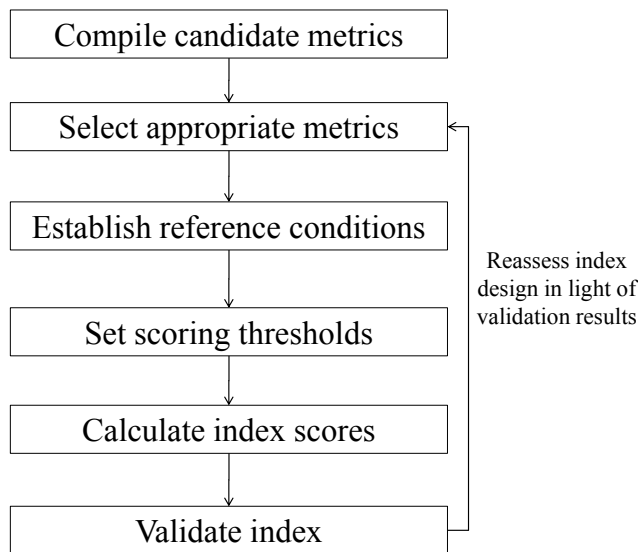 Compile candidate metrics
Select appropriate metrics
Establish reference conditions
Reassess index
design in light of
validation results
Set scoring thresholds
Calculate index scores
Validate index